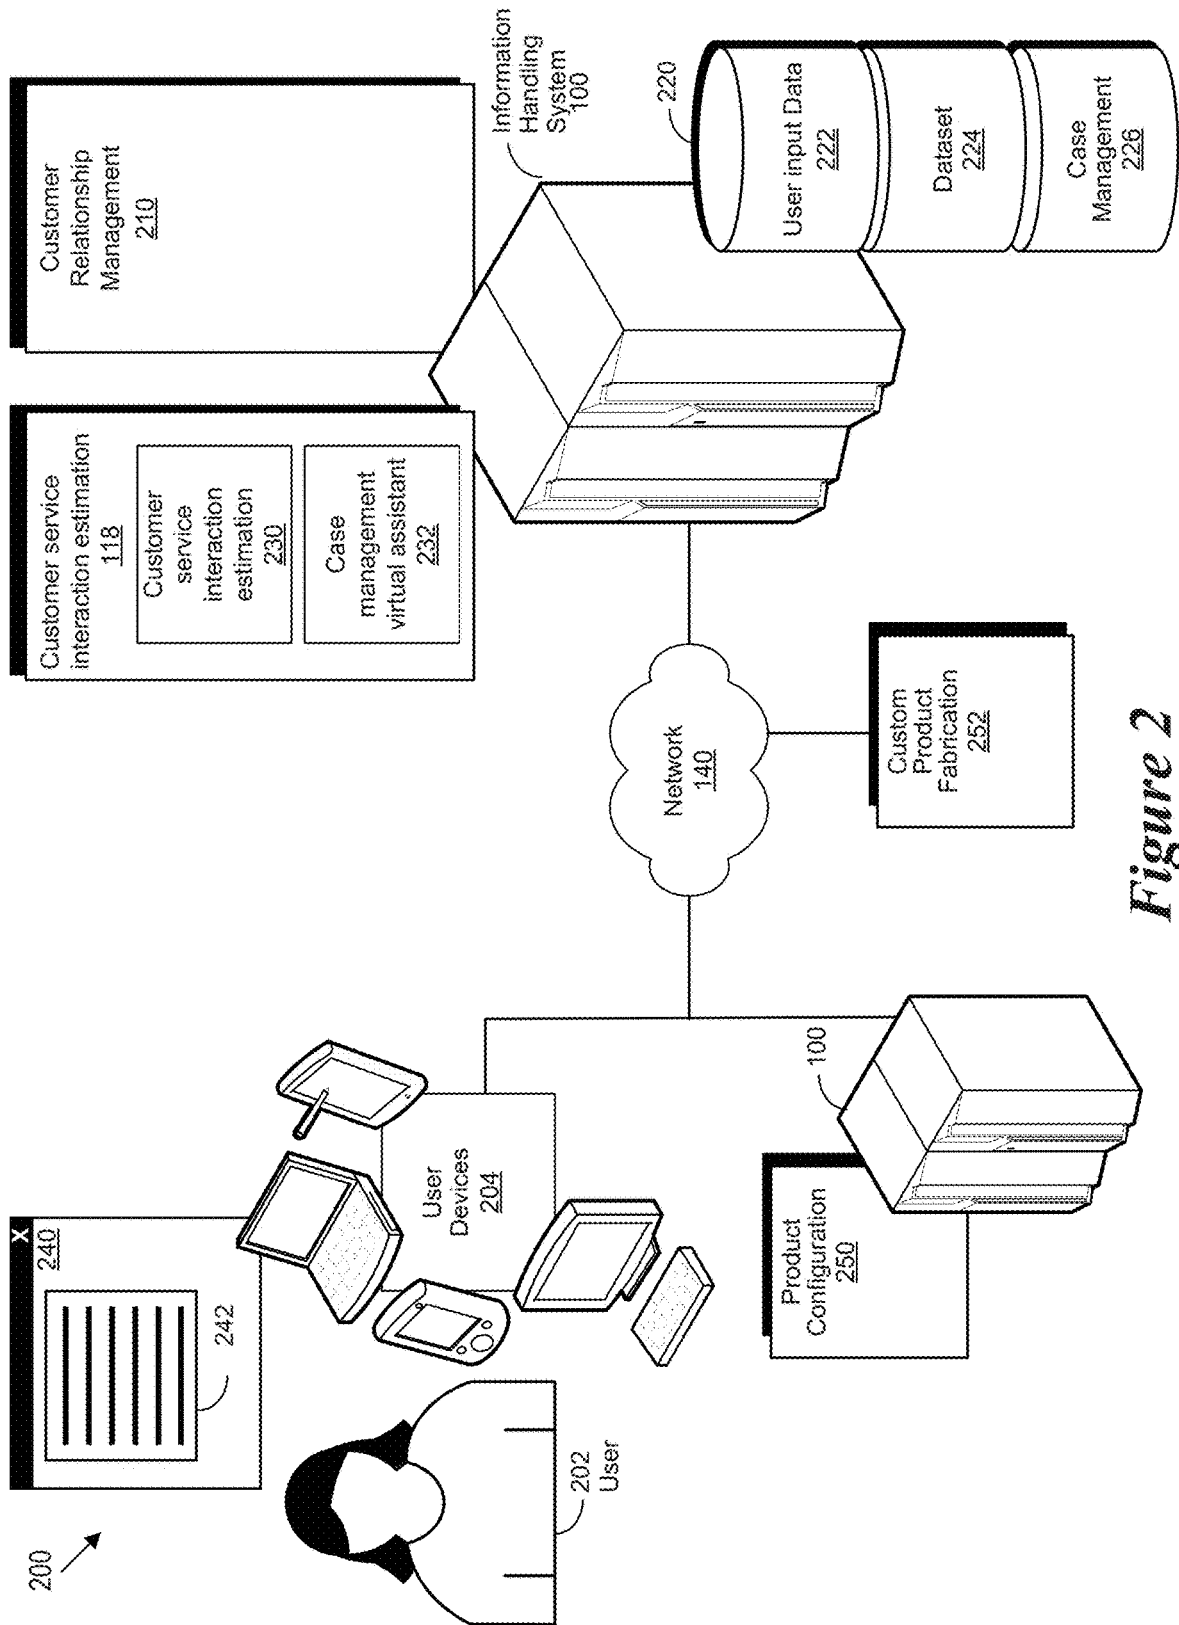 200
X
240
242
202
User
User
Devices
204
Product
Configuration
250
100
Network
140
Custom
Product
Fabrication
252
Customer service
interaction estimation
118
Customer
service
interaction
estimation
230
Case
management
virtual assistant
232
Customer
Relationship
Management
210
Information
Handling
System
100
220
User input Data
222
Dataset
224
Case
Management
226
Figure 2